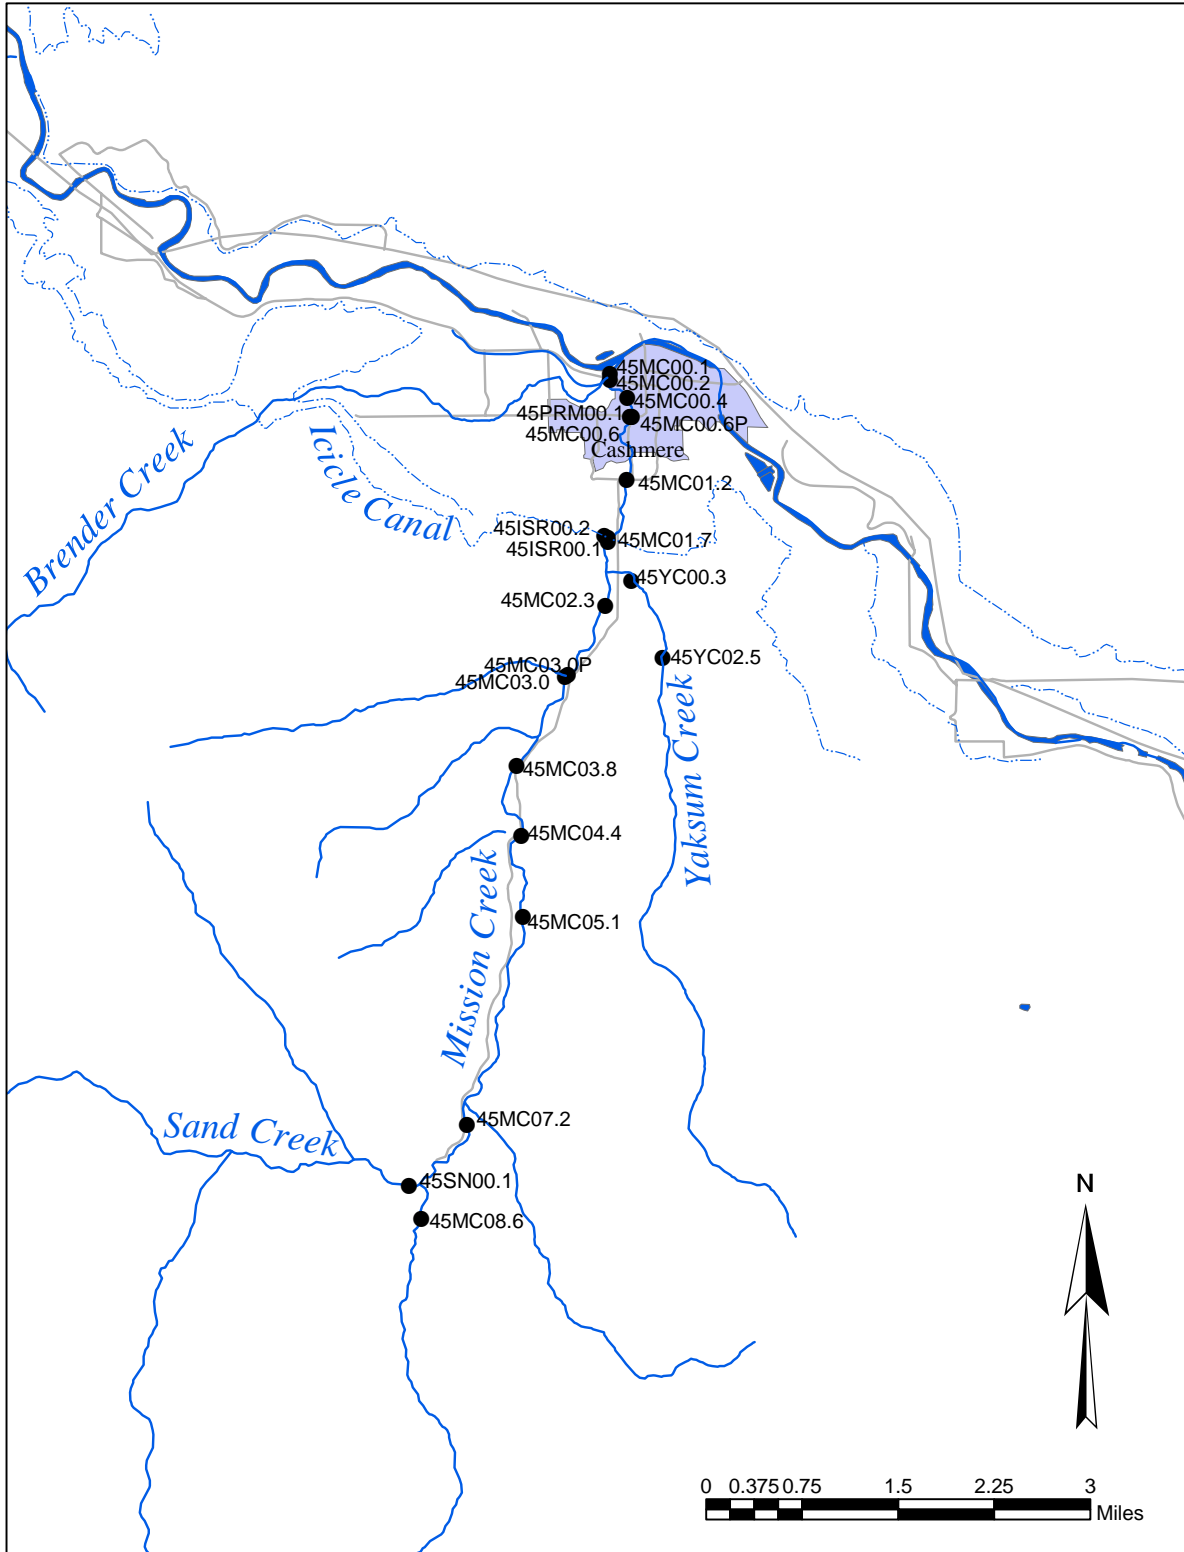 45MC00.1
45MC00.2
45MC00.4
45PRM00.1
45MC00.6P
45MC00.6
Cashmere
Brender Creek
Icicle Canal
45MC01.2
45ISR00.2
45MC01.7
45ISR00.1
45YC00.3
45MC02.3
45YC02.5
45MC03.0P
45MC03.0
Yaksum Creek
45MC03.8
45MC04.4
Mission Creek
45MC05.1
45MC07.2
Sand Creek
45SN00.1
45MC08.6
N
0 0.375 0.75 1.5 2.25 3
Miles